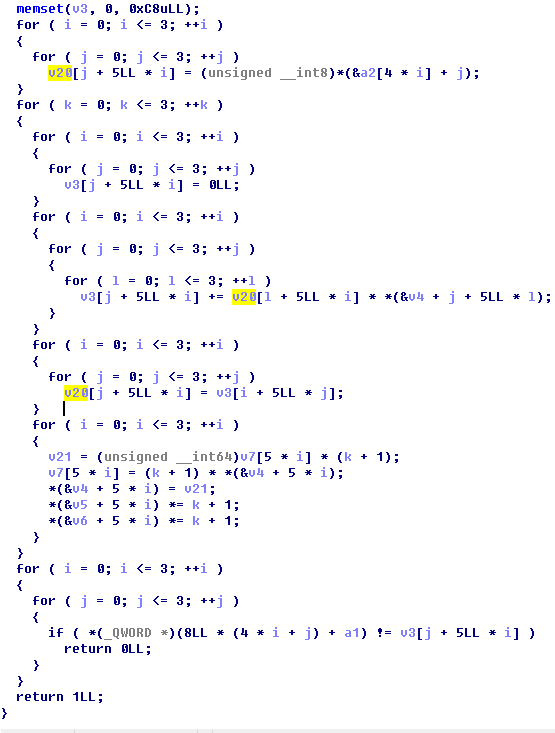 memset(v3, 0, 0xC8uLL);
for ( i = 0; i <= 3; ++i )
{
for ( j = 0; j <= 3; ++j )
v20[j + 5LL * i] = (unsigned __int8)*(&a2[4 * i] + j);
}
for ( k = 0; k <= 3; ++k )
{
for ( i = 0; i <= 3; ++i )
{
for ( j = 0; j <= 3; ++j )
v3[j + 5LL * i] = 0LL;
}
for ( i = 0; i <= 3; ++i )
{
for ( j = 0; j <= 3; ++j )
{
for ( l = 0; l <= 3; ++l )
v3[j + 5LL * i] += v20[l + 5LL * i] * *(&v4 + j + 5LL * l);
}
}
for ( i = 0; i <= 3; ++i )
{
for ( j = 0; j <= 3; ++j )
v20[j + 5LL * i] = v3[i + 5LL * j];
}
for ( i = 0; i <= 3; ++i )
{
v21 = (unsigned __int64)v7[5 * i] * (k + 1);
v7[5 * i] = (k + 1) * *(&v4 + 5 * i);
*(&v4 + 5 * i) = v21;
*(&v5 + 5 * i) *= k + 1;
*(&v6 + 5 * i) *= k + 1;
}
}
for ( i = 0; i <= 3; ++i )
{
for ( j = 0; j <= 3; ++j )
{
if ( *(_QWORD *)(8LL * (4 * i + j) + a1) != v3[j + 5LL * i] )
return 0LL;
}
}
return 1LL;
}